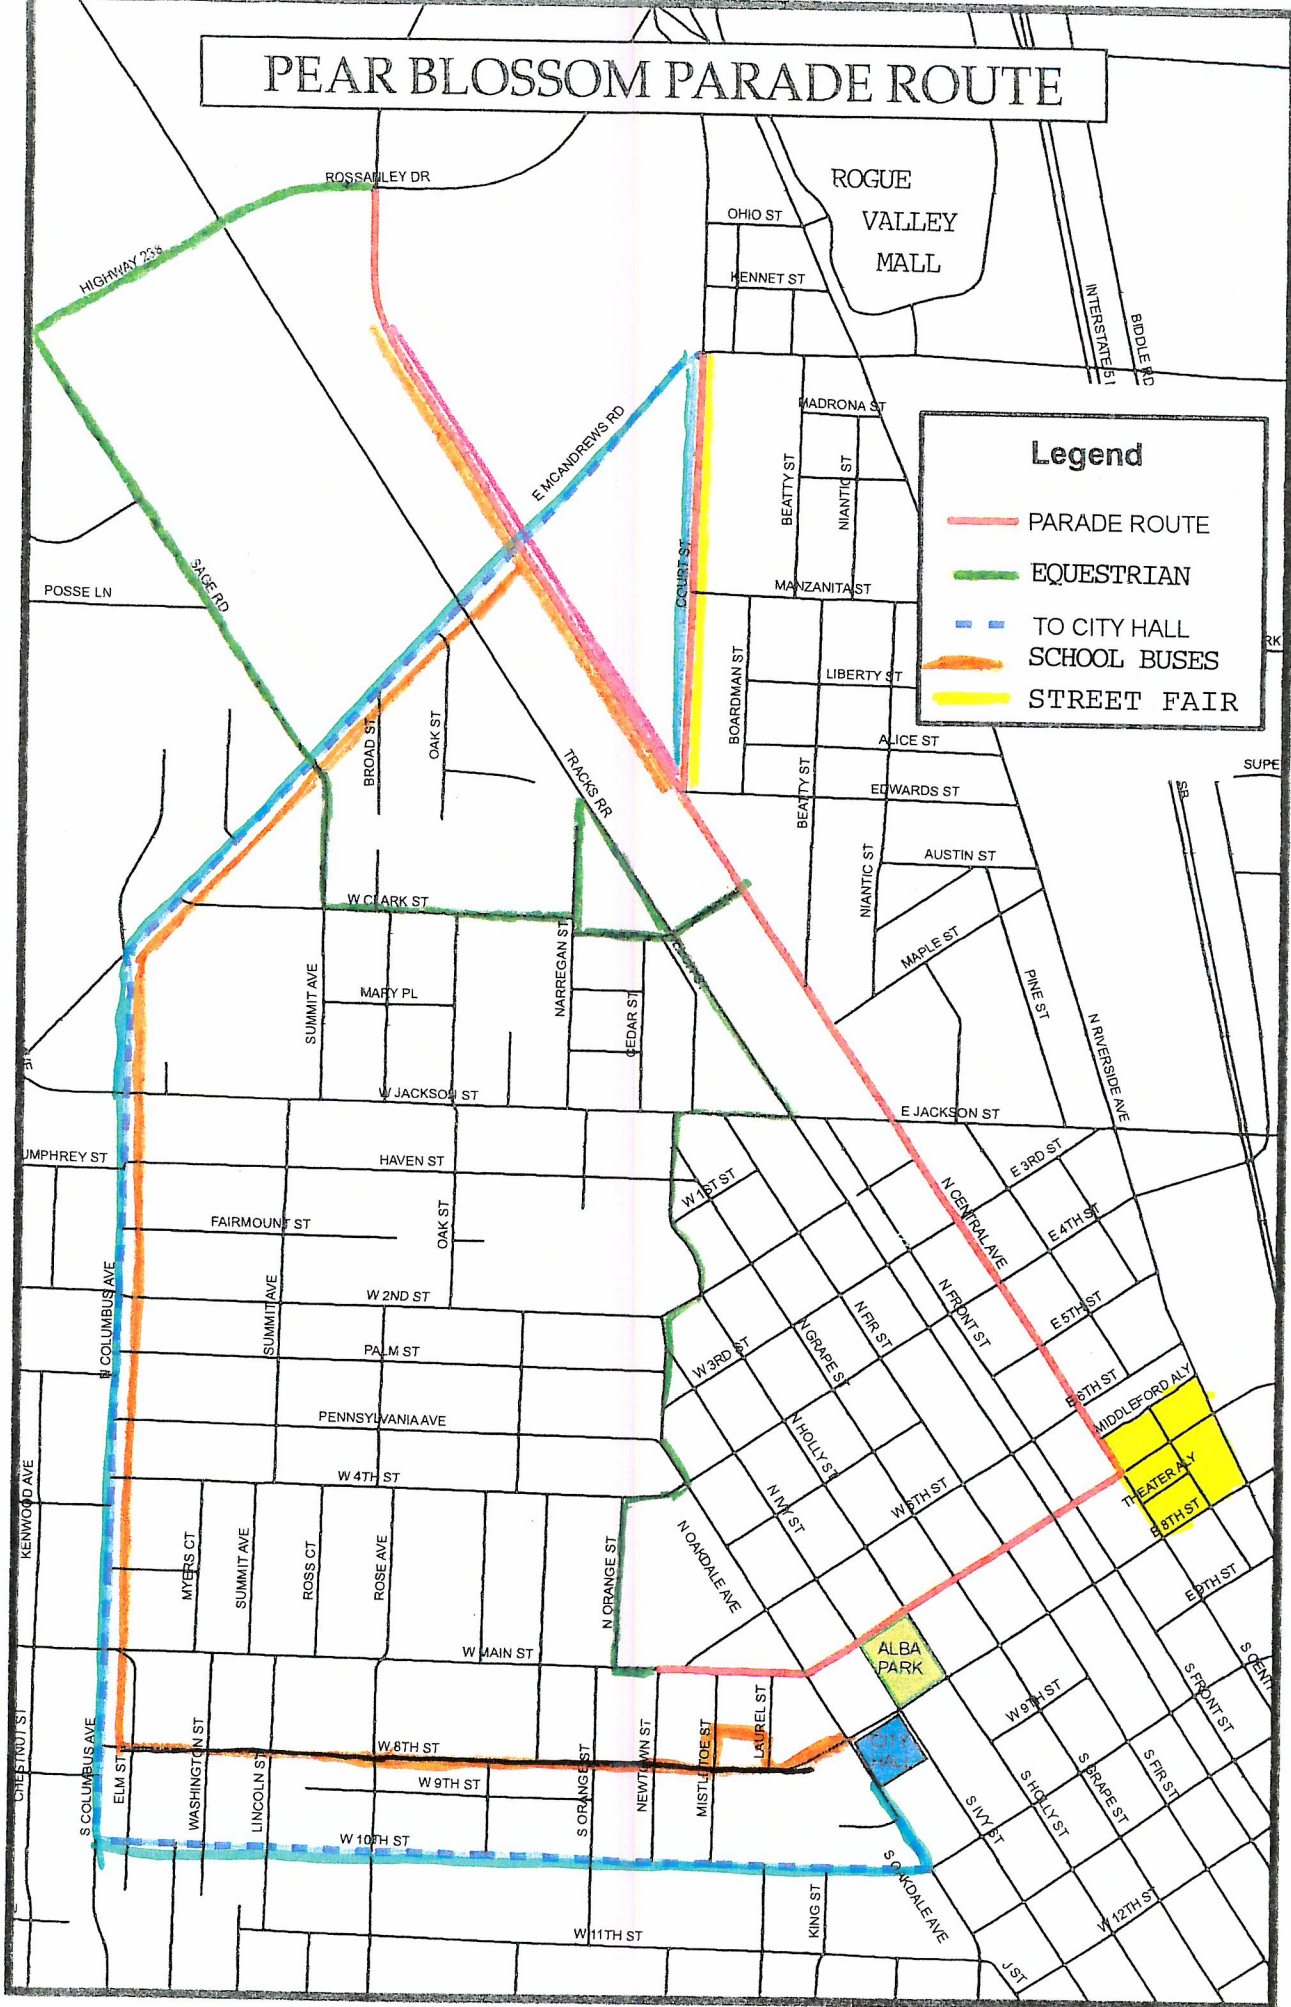 PEAR BLOSSOM PARADE ROUTE
ROSSANLEY DR
ROGUE
VALLEY
MALL
OHIO ST
HIGHWAY 238
KENNET ST
INTERSTATE 5
BIDDLE RD
MADRONA ST
E MCANDREWS RD
Legend
PARADE ROUTE
EQUESTRIAN
TO CITY HALL
SCHOOL BUSES
STREET FAIR
BEATTY ST
NIANTIC ST
COURT ST
SAGE RD
POSSE LN
MANZANITA ST
RK
BOARDMAN ST
LIBERTY ST
BROAD ST
OAK ST
ALICE ST
SUPE
TRACKS RR
BEATTY ST
EDWARDS ST
SR
AUSTIN ST
NIANTIC ST
W CLARK ST
MAPLE ST
NARREGAN ST
SUMMIT AVE
MARY PL
CEDAR ST
PINE ST
N RIVERSIDE AVE
W JACKSON ST
E JACKSON ST
UMPHREY ST
HAVEN ST
W 1ST ST
E 3RD ST
N CENTRAL AVE
FAIRMOUNT ST
OAK ST
E 4TH ST
N COLUMBUS AVE
SUMMIT AVE
W 2ND ST
N FRONT ST
E 5TH ST
N FIR ST
N GRAPE ST
PALM ST
W 3RD ST
E 6TH ST
MIDDLEFORD ALY
PENNSYLVANIA AVE
N HOLLY ST
W 4TH ST
THEATER ALY
KENWOOD AVE
N IVY ST
W 6TH ST
E 8TH ST
N OAKDALE AVE
MYERS CT
SUMMIT AVE
ROSS CT
ROSE AVE
N ORANGE ST
E 9TH ST
W MAIN ST
ALBA
PARK
S CENTR
S FRONT ST
W 9TH ST
CHESTNUT ST
S COLUMBUS AVE
ELM ST
WASHINGTON ST
LINCOLN ST
W 8TH ST
S ORANGE ST
NEWTOWN ST
MISTLETOE ST
LAUREL ST
CITY
HALL
W 9TH ST
S FIR ST
S GRAPE ST
S HOLLY ST
S IVY ST
W 10TH ST
S OAKDALE AVE
KING ST
W 11TH ST
W 12TH ST
J ST